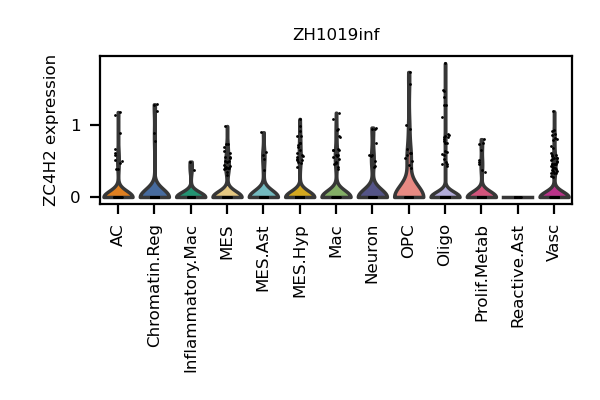 ZH1019inf
ZC4H2 expression
1
0
AC
Chromatin.Reg
Inflammatory.Mac
MES
MES.Ast
MES.Hyp
Mac
Neuron
OPC
Oligo
Prolif.Metab
Reactive.Ast
Vasc